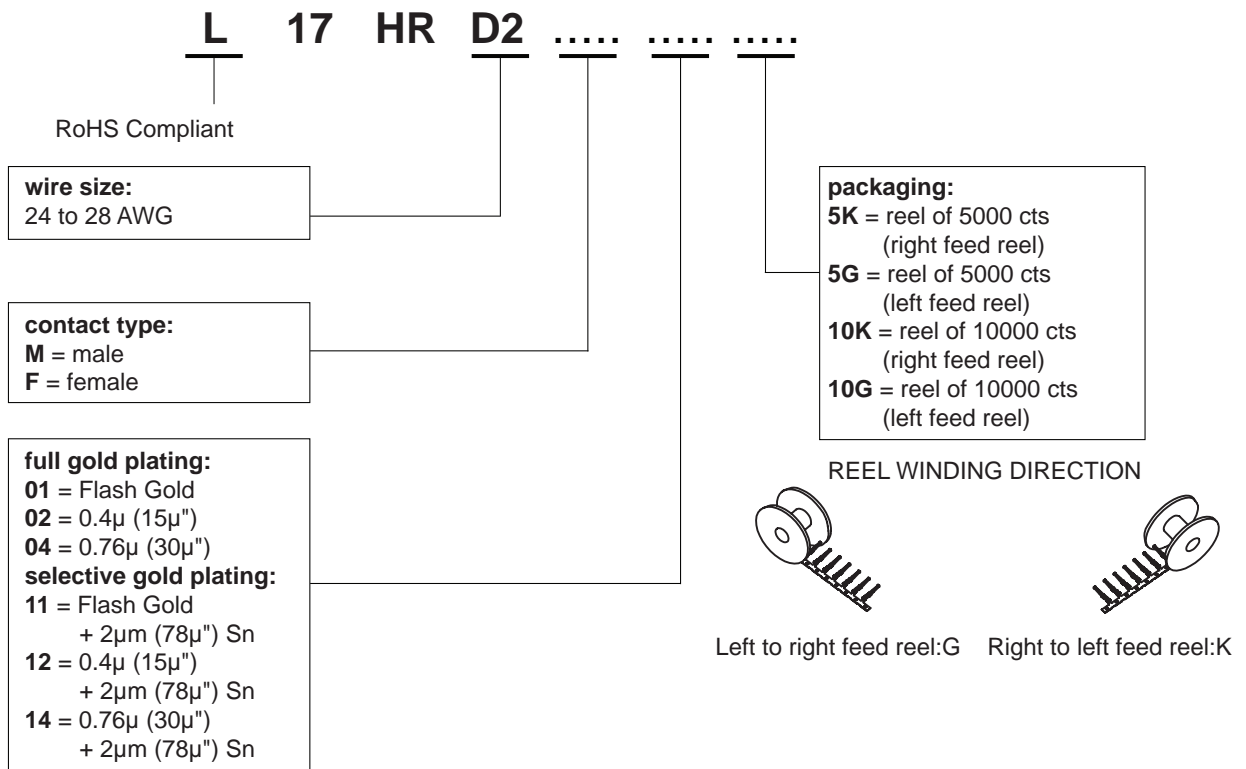 L 17 HR D2 ..... ..... .....
RoHS Compliant
wire size:
24 to 28 AWG
contact type:
M = male
F = female
full gold plating:
01 = Flash Gold
02 = 0.4µ (15µ")
04 = 0.76µ (30µ")
selective gold plating:
11 = Flash Gold
+ 2µm (78µ") Sn
12 = 0.4µ (15µ")
+ 2µm (78µ") Sn
14 = 0.76µ (30µ")
+ 2µm (78µ") Sn
packaging:
5K = reel of 5000 cts
(right feed reel)
5G = reel of 5000 cts
(left feed reel)
10K = reel of 10000 cts
(right feed reel)
10G = reel of 10000 cts
(left feed reel)
REEL WINDING DIRECTION
Left to right feed reel:G
Right to left feed reel:K